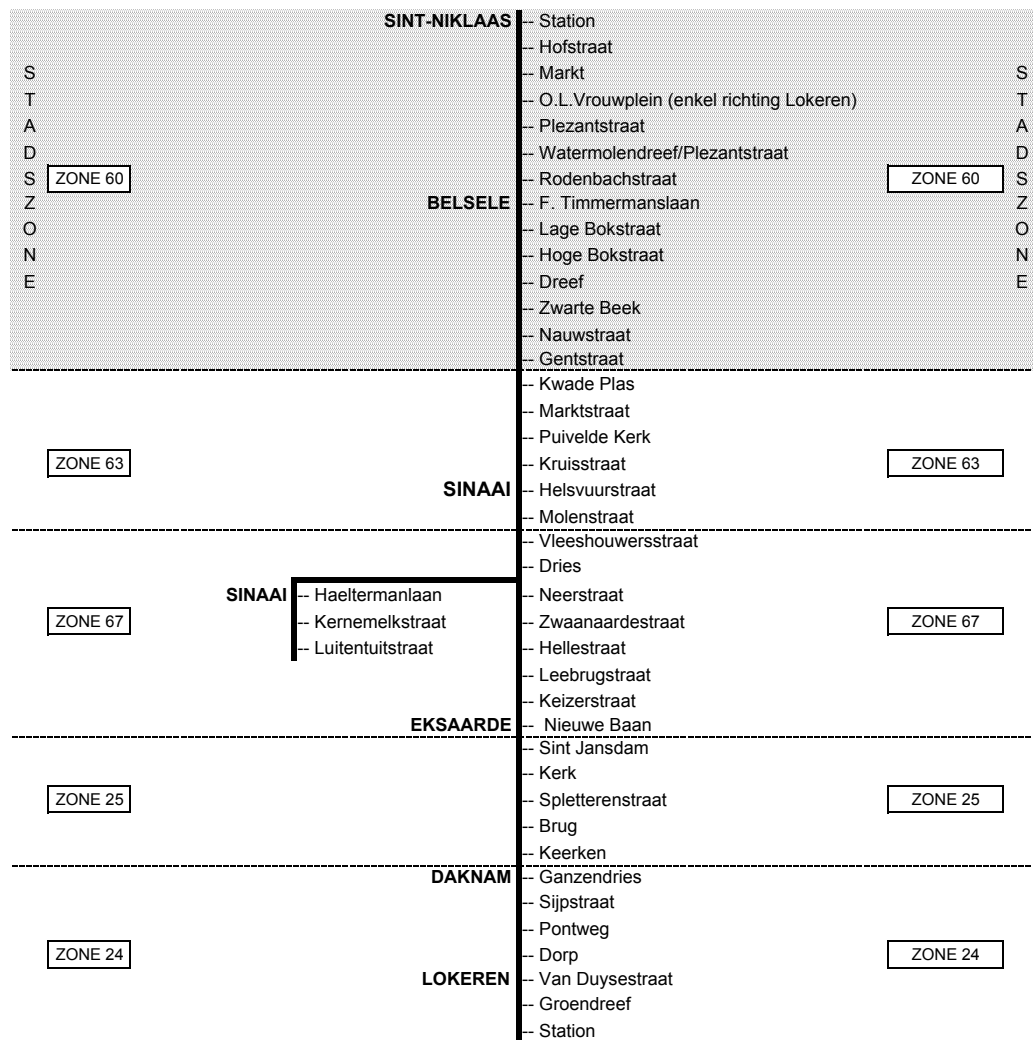 SINT-NIKLAAS -- Station
-- Hofstraat
S -- Markt S
T -- O.L.Vrouwplein (enkel richting Lokeren) T
A -- Plezantstraat A
D -- Watermolendreef/Plezantstraat D
S ZONE 60 -- Rodenbachstraat ZONE 60 S
Z BELSELE -- F. Timmermanslaan Z
O -- Lage Bokstraat O
N -- Hoge Bokstraat N
E -- Dreef E
-- Zwarte Beek
-- Nauwstraat
-- Gentstraat
-- Kwade Plas
-- Marktstraat
-- Puivelde Kerk
ZONE 63 -- Kruisstraat ZONE 63
SINAAI -- Helsvuurstraat
-- Molenstraat
-- Vleeshouwersstraat
-- Dries
SINAAI -- Haeltermanlaan -- Neerstraat
ZONE 67 -- Kernemelkstraat -- Zwaanaardestraat ZONE 67
-- Luitentuitstraat -- Hellestraat
-- Leebrugstraat
-- Keizerstraat
EKSAARDE -- Nieuwe Baan
-- Sint Jansdam
-- Kerk
ZONE 25 -- Spletterenstraat ZONE 25
-- Brug
-- Keerken
DAKNAM -- Ganzendries
-- Sijpstraat
-- Pontweg
ZONE 24 -- Dorp ZONE 24
LOKEREN -- Van Duysestraat
-- Groendreef
-- Station